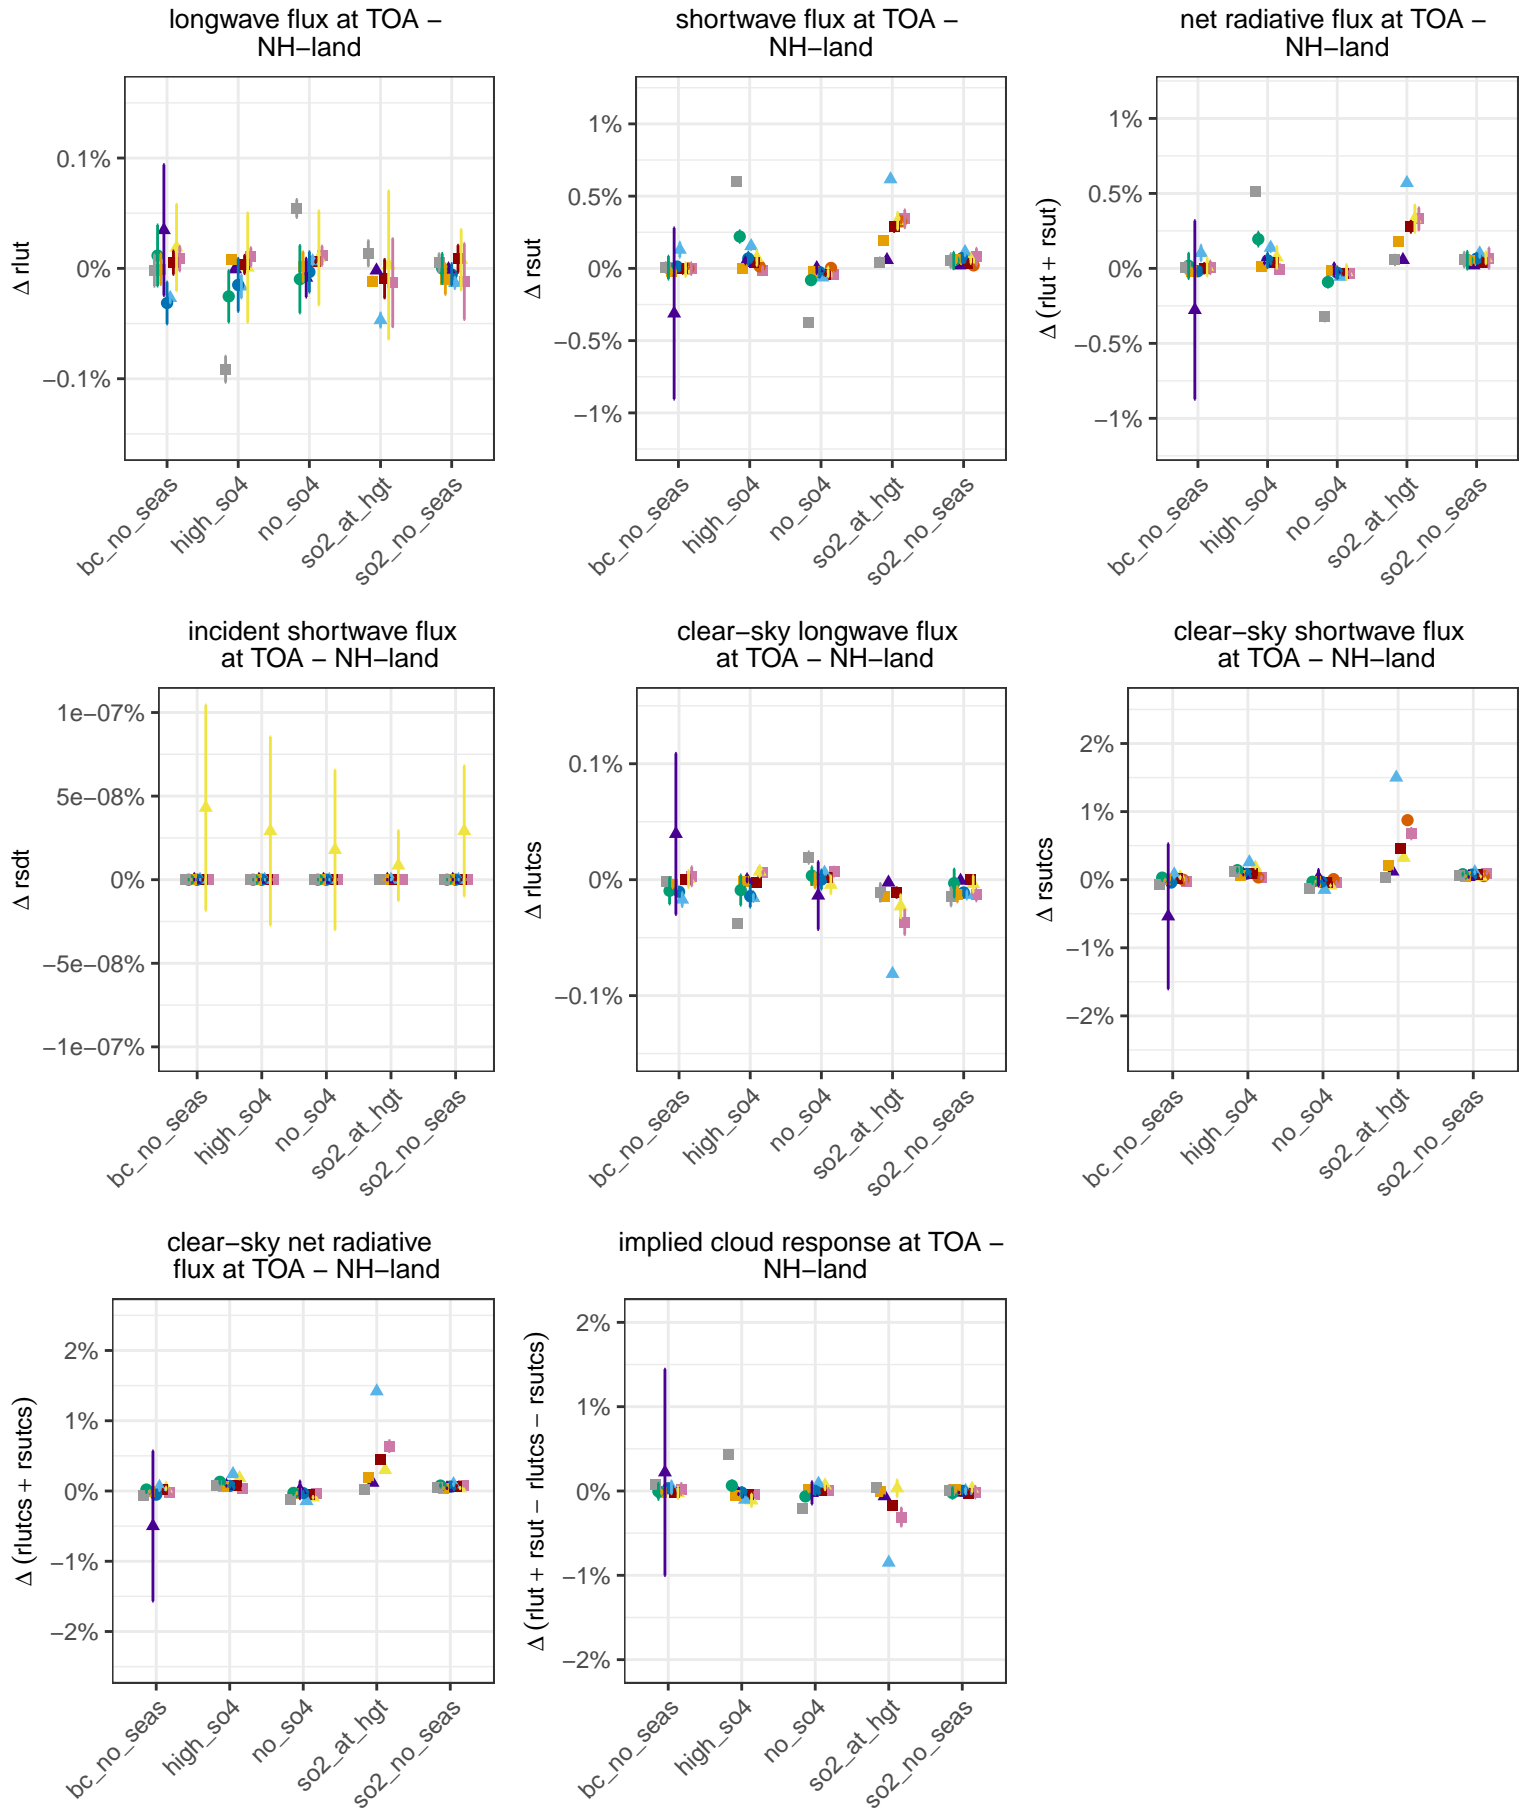 longwave flux at TOA −
NH−land
Δ rlut
0.1%
0%
−0.1%
bc_no_seas
high_so4
no_so4
so2_at_hgt
so2_no_seas
shortwave flux at TOA −
NH−land
Δ rsut
1%
0.5%
0%
−0.5%
−1%
bc_no_seas
high_so4
no_so4
so2_at_hgt
so2_no_seas
net radiative flux at TOA −
NH−land
Δ (rlut + rsut)
1%
0.5%
0%
−0.5%
−1%
bc_no_seas
high_so4
no_so4
so2_at_hgt
so2_no_seas
incident shortwave flux
at TOA − NH−land
Δ rsdt
1e−07%
5e−08%
0%
−5e−08%
−1e−07%
bc_no_seas
high_so4
no_so4
so2_at_hgt
so2_no_seas
clear−sky longwave flux
at TOA − NH−land
Δ rlutcs
0.1%
0%
−0.1%
bc_no_seas
high_so4
no_so4
so2_at_hgt
so2_no_seas
clear−sky shortwave flux
at TOA − NH−land
Δ rsutcs
2%
1%
0%
−1%
−2%
bc_no_seas
high_so4
no_so4
so2_at_hgt
so2_no_seas
clear−sky net radiative
flux at TOA − NH−land
Δ (rlutcs + rsutcs)
2%
1%
0%
−1%
−2%
bc_no_seas
high_so4
no_so4
so2_at_hgt
so2_no_seas
implied cloud response at TOA −
NH−land
Δ (rlut + rsut − rlutcs − rsutcs)
2%
1%
0%
−1%
−2%
bc_no_seas
high_so4
no_so4
so2_at_hgt
so2_no_seas